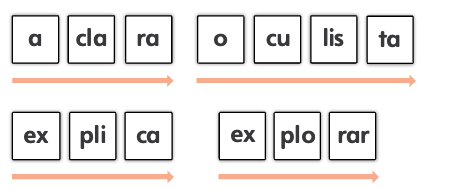 a cla ra o cu lis ta
ex pli ca ex plo rar